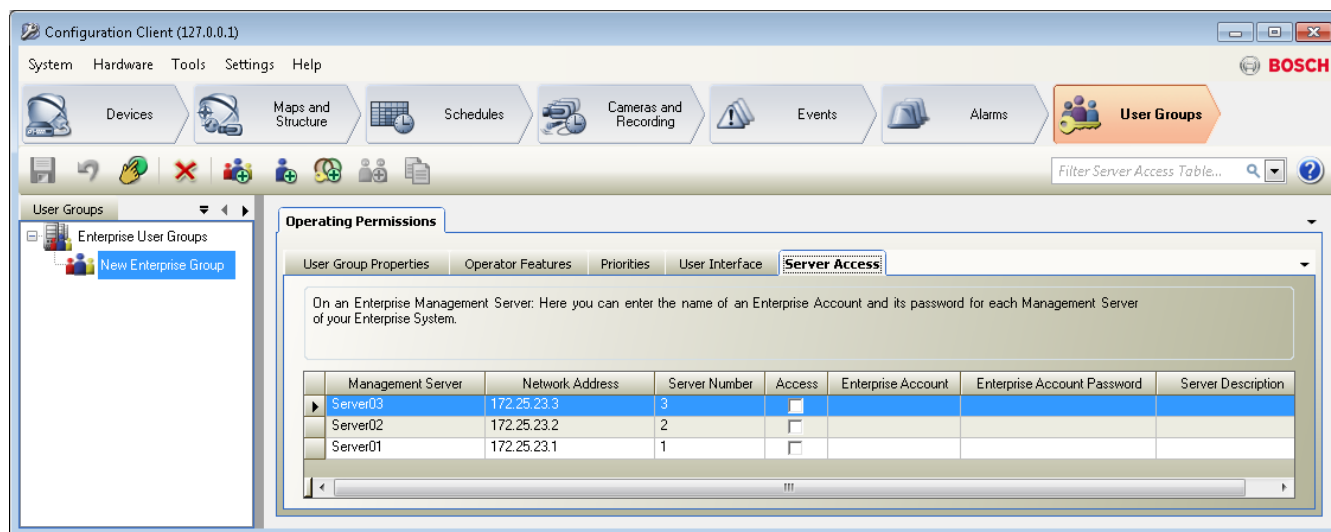 Configuration Client (127.0.0.1)
System Hardware Tools Settings Help
BOSCH
Devices
Maps and
Structure
Schedules
Cameras and
Recording
Events
Alarms
User Groups
Filter Server Access Table...
User Groups
Enterprise User Groups
New Enterprise Group
Operating Permissions
User Group Properties Operator Features Priorities User Interface Server Access
On an Enterprise Management Server: Here you can enter the name of an Enterprise Account and its password for each Management Server
of your Enterprise System.
Management Server Network Address Server Number Access Enterprise Account Enterprise Account Password Server Description
Server03 172.25.23.3 3
Server02 172.25.23.2 2
Server01 172.25.23.1 1